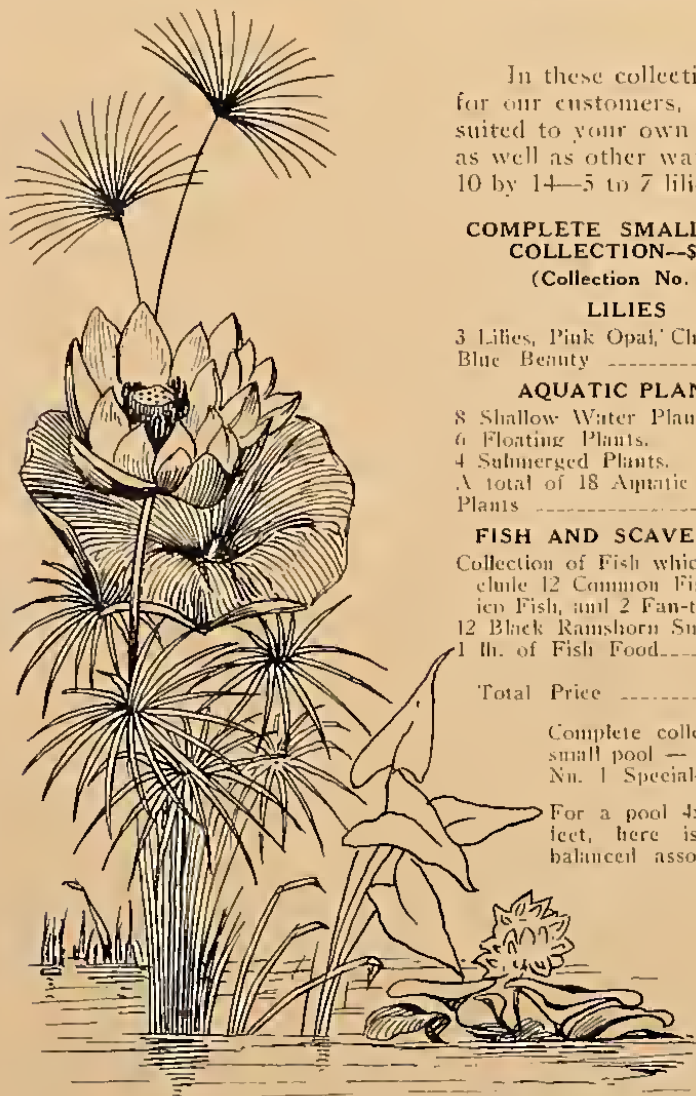 In these collecti
for our customers,
suited to your own
as well as other wa
10 by 14—5 to 7 lili
COMPLETE SMALL
COLLECTION--$
(Collection No.
LILIES
3 Lilies, Pink Opal, Ch
Blue Beauty
AQUATIC PLAN
8 Shallow Water Plan
6 Floating Plants.
4 Submerged Plants.
A total of 18 Aquatic
Plants
FISH AND SCAVE
Collection of Fish whic
clude 12 Common Fi
ico Fish, and 2 Fan-t
12 Black Ramshorn Sn
1 lb. of Fish Food
Total Price
Complete colle
small pool —
No. 1 Special
For a pool 4
feet, here is
balanced asso